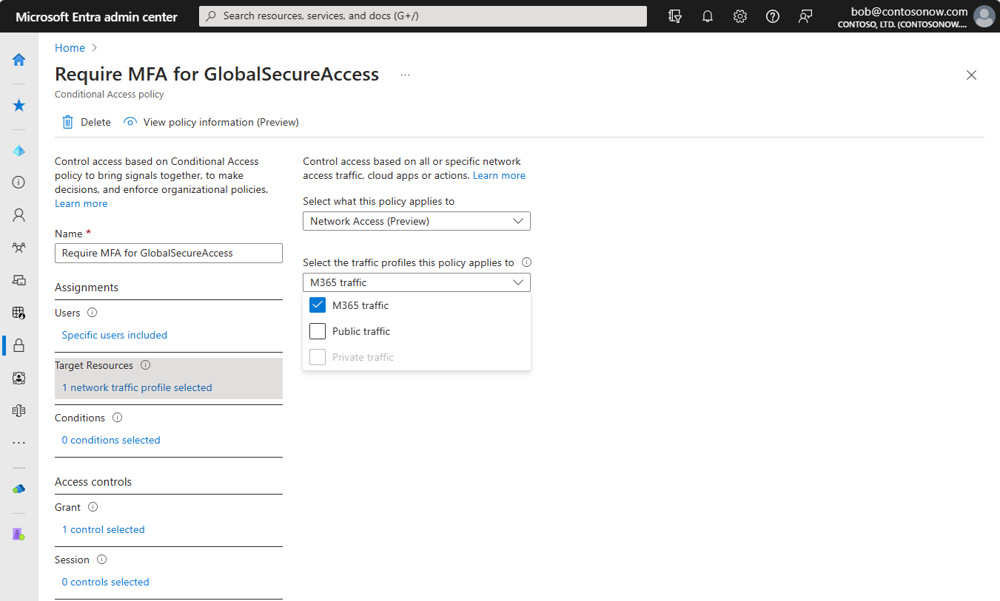 Microsoft Entra admin center
Search resources, services, and docs (G+/)
bob@contosonow.com
CONTOSO, LTD. (CONTOSONOW....
Home
Require MFA for GlobalSecureAccess ...
Conditional Access policy
Delete
View policy information (Preview)
Control access based on Conditional Access
policy to bring signals together, to make
decisions, and enforce organizational policies.
Learn more
Name *
Require MFA for GlobalSecureAccess
Assignments
Users
Specific users included
Target Resources
1 network traffic profile selected
Conditions
0 conditions selected
Access controls
Grant
1 control selected
Session
0 controls selected
Control access based on all or specific network
access traffic, cloud apps or actions. Learn more
Select what this policy applies to
Network Access (Preview)
Select the traffic profiles this policy applies to
M365 traffic
M365 traffic
Public traffic
Private traffic